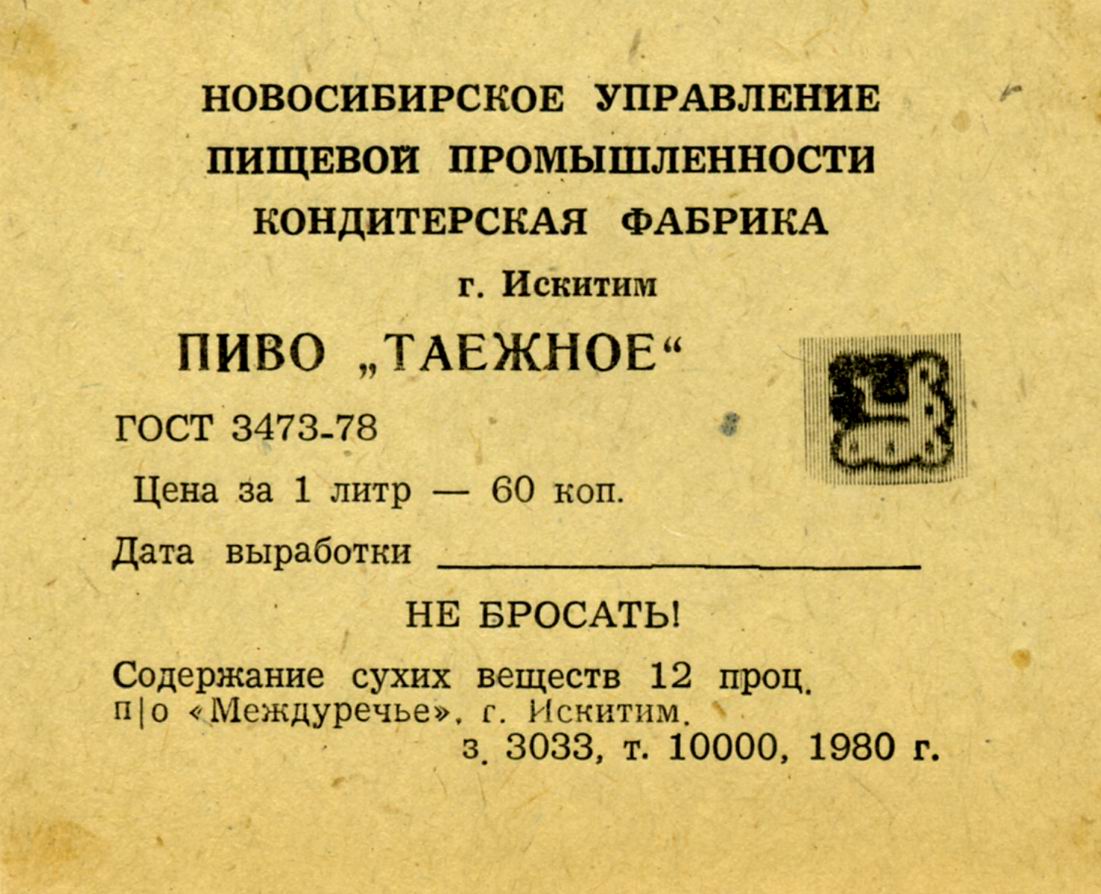 НОВОСИБИРСКОЕ УПРАВЛЕНИЕ
ПИЩЕВОЙ ПРОМЫШЛЕННОСТИ
КОНДИТЕРСКАЯ ФАБРИКА
г. Искитим
ПИВО „ТАЕЖНОЕ“
ГОСТ 3473-78
Цена за 1 литр — 60 коп.
Дата выработки
НЕ БРОСАТЬ!
Содержание сухих веществ 12 проц.
п|о «Междуречье». г. Искитим.
з. 3033, т. 10000, 1980 г.